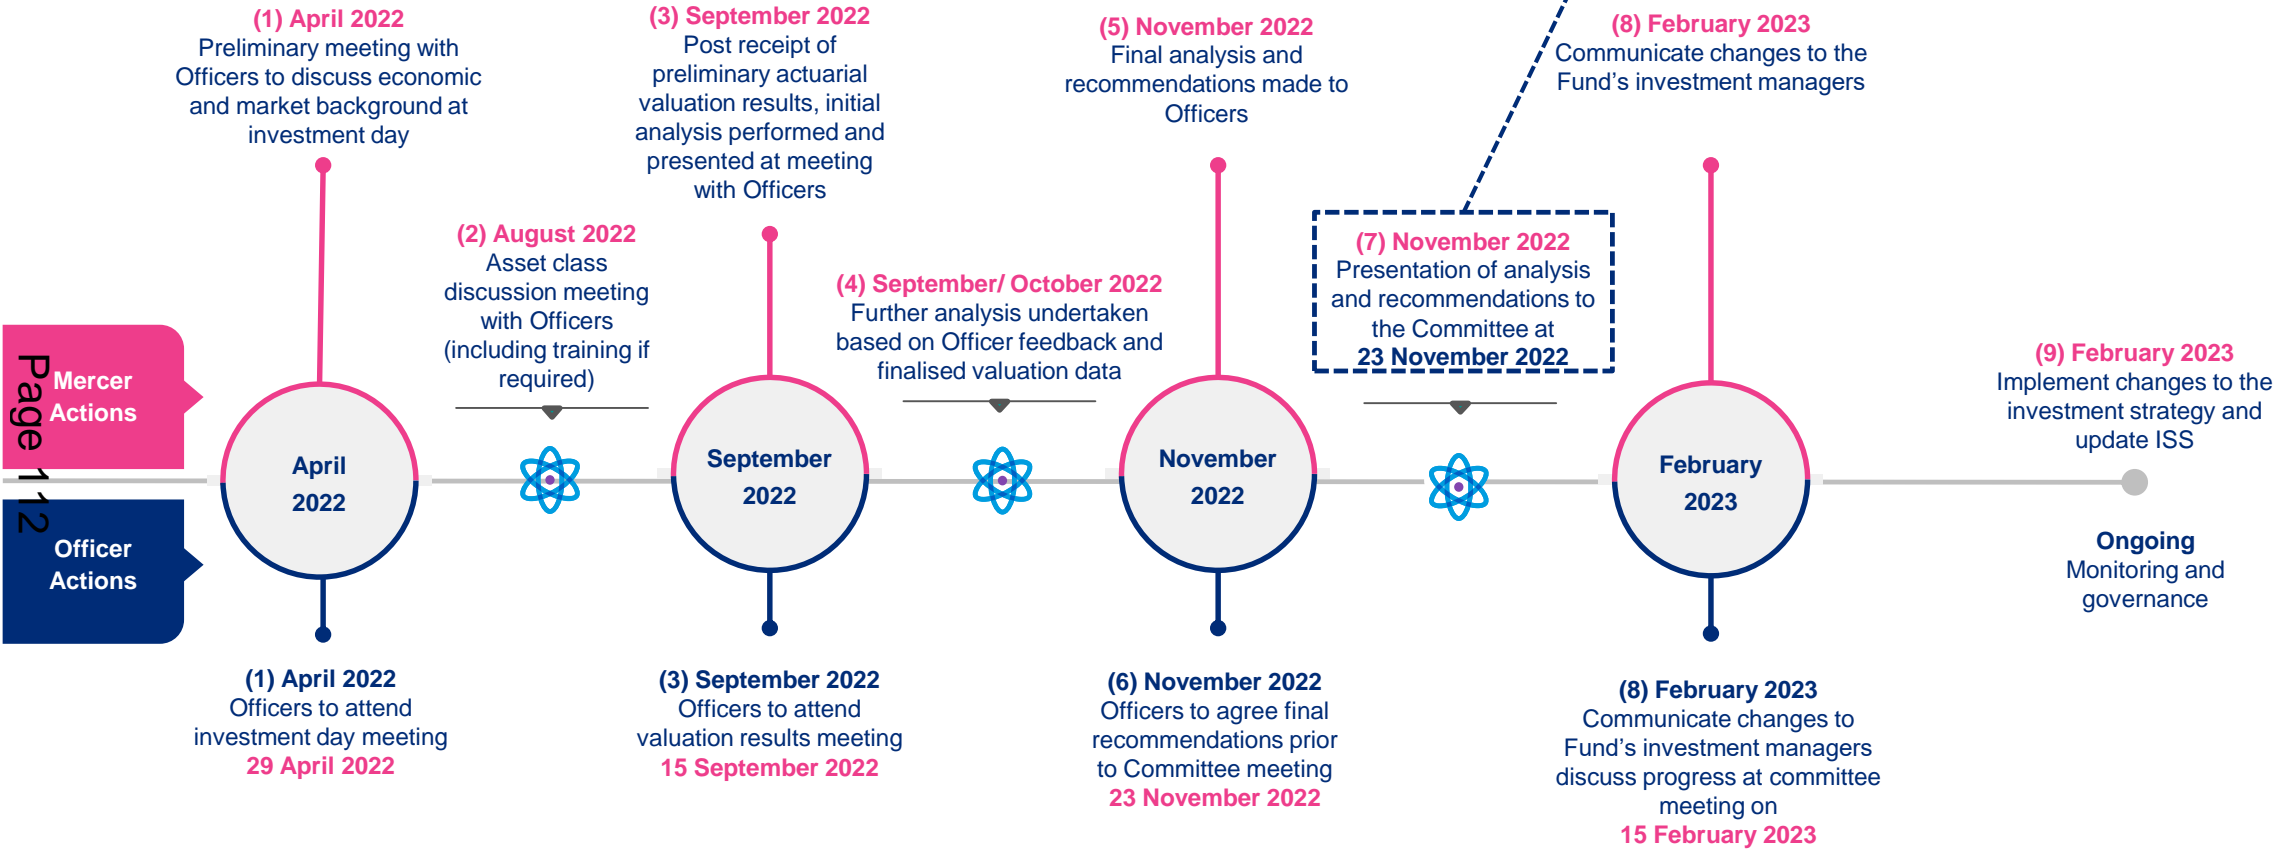 (1) April 2022
Preliminary meeting with
Officers to discuss economic
and market background at
investment day
(2) August 2022
Asset class
discussion meeting
with Officers
(including training if
required)
(3) September 2022
Post receipt of
preliminary actuarial
valuation results, initial
analysis performed and
presented at meeting
with Officers
(4) September/ October 2022
Further analysis undertaken
based on Officer feedback and
finalised valuation data
(5) November 2022
Final analysis and
recommendations made to
Officers
(7) November 2022
Presentation of analysis
and recommendations to
the Committee at
23 November 2022
(8) February 2023
Communicate changes to the
Fund's investment managers
(9) February 2023
Implement changes to the
investment strategy and
update ISS
Page 112
Mercer
Actions
Officer
Actions
April
2022
September
2022
November
2022
February
2023
Ongoing
Monitoring and
governance
(1) April 2022
Officers to attend
investment day meeting
29 April 2022
(3) September 2022
Officers to attend
valuation results meeting
15 September 2022
(6) November 2022
Officers to agree final
recommendations prior
to Committee meeting
23 November 2022
(8) February 2023
Communicate changes to
Fund's investment managers
discuss progress at committee
meeting on
15 February 2023